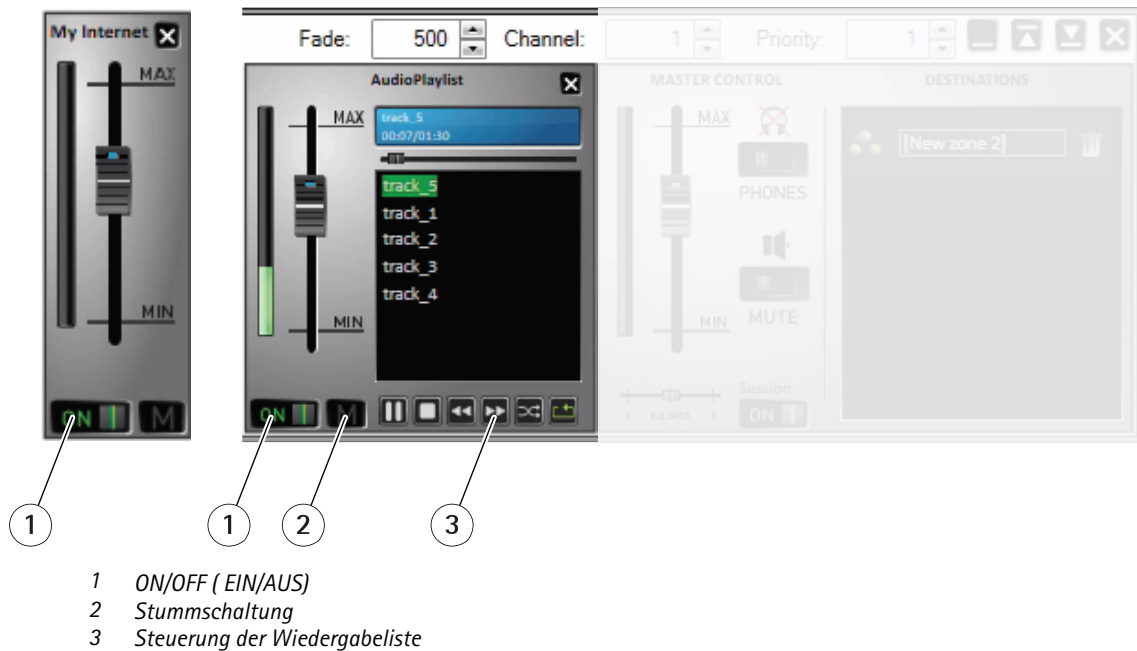 My Internet
MAX
MIN
ON M
1
Fade: 500 Channel: 1 Priority: 1
AudioPlaylist
MAX
track_5
00:07/01:30
track_5
track_1
track_2
track_3
track_4
MIN
ON M
1 2 3
MASTER CONTROL
MAX
PHONES
MUTE
MIN
Session
L BALANCE R
ON
DESTINATIONS
[New zone 2]
1 ON/OFF ( EIN/AUS)
2 Stummschaltung
3 Steuerung der Wiedergabeliste